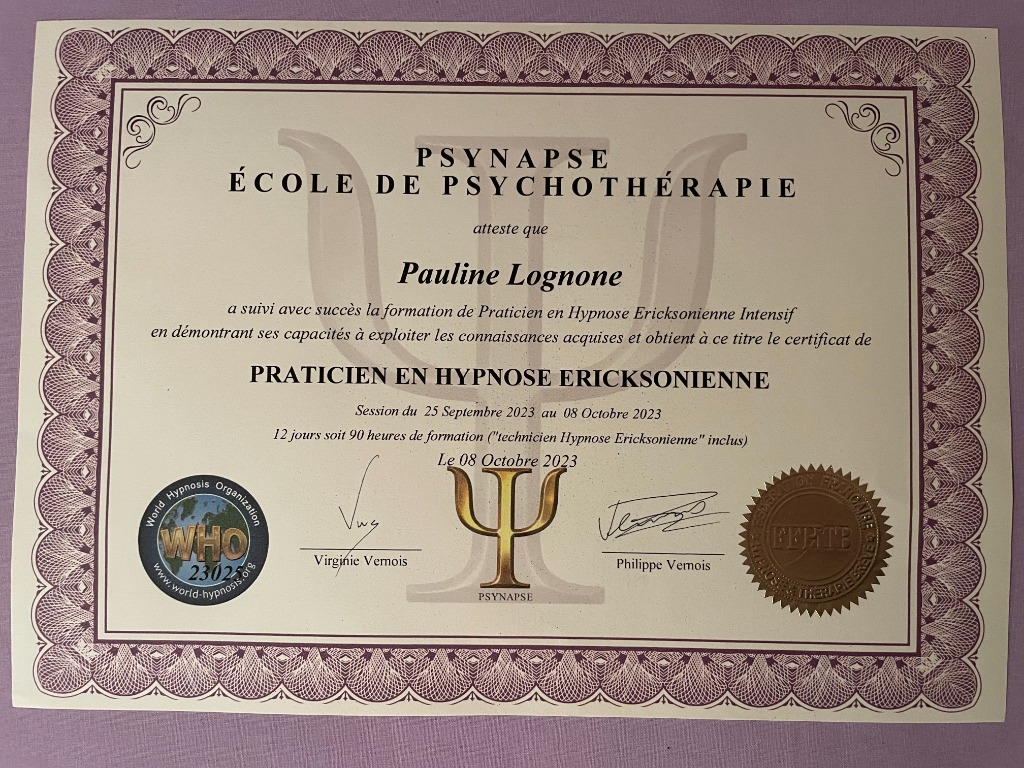 PSYNAPSE
ÉCOLE DE PSYCHOTHÉRAPIE
atteste que
Pauline Lognone
a suivi avec succès la formation de Praticien en Hypnose Ericksonienne Intensif
en démontrant ses capacités à exploiter les connaissances acquises et obtient à ce titre le certificat de
PRATICIEN EN HYPNOSE ERICKSONIENNE
Session du 25 Septembre 2023 au 08 Octobre 2023
12 jours soit 90 heures de formation ("technicien Hypnose Ericksonienne" inclus)
Le 08 Octobre 2023
World Hypnosis Organization
WHO
www.world-hypnosis.org
Virginie Vernois
PSYNAPSE
Philippe Vernois